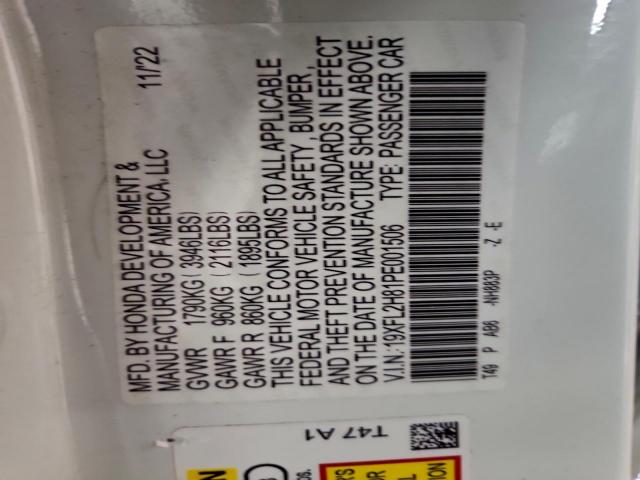 MFD. BY HONDA DEVELOPMENT &
MANUFACTURING OF AMERICA, LLC 11/'22
GVWR 1790KG ( 3946LBS)
GAWR F 960KG ( 2116LBS)
GAWR R 860KG ( 1895LBS)
THIS VEHICLE CONFORMS TO ALL APPLICABLE
FEDERAL MOTOR VEHICLE SAFETY , BUMPER,
AND THEFT PREVENTION STANDARDS IN EFFECT
ON THE DATE OF MANUFACTURE SHOWN ABOVE.
V.I.N: 19XFL2H81PE001506 TYPE: PASSENGER CAR
T49 P AB6 -NH883P -Z -E
T47 A1